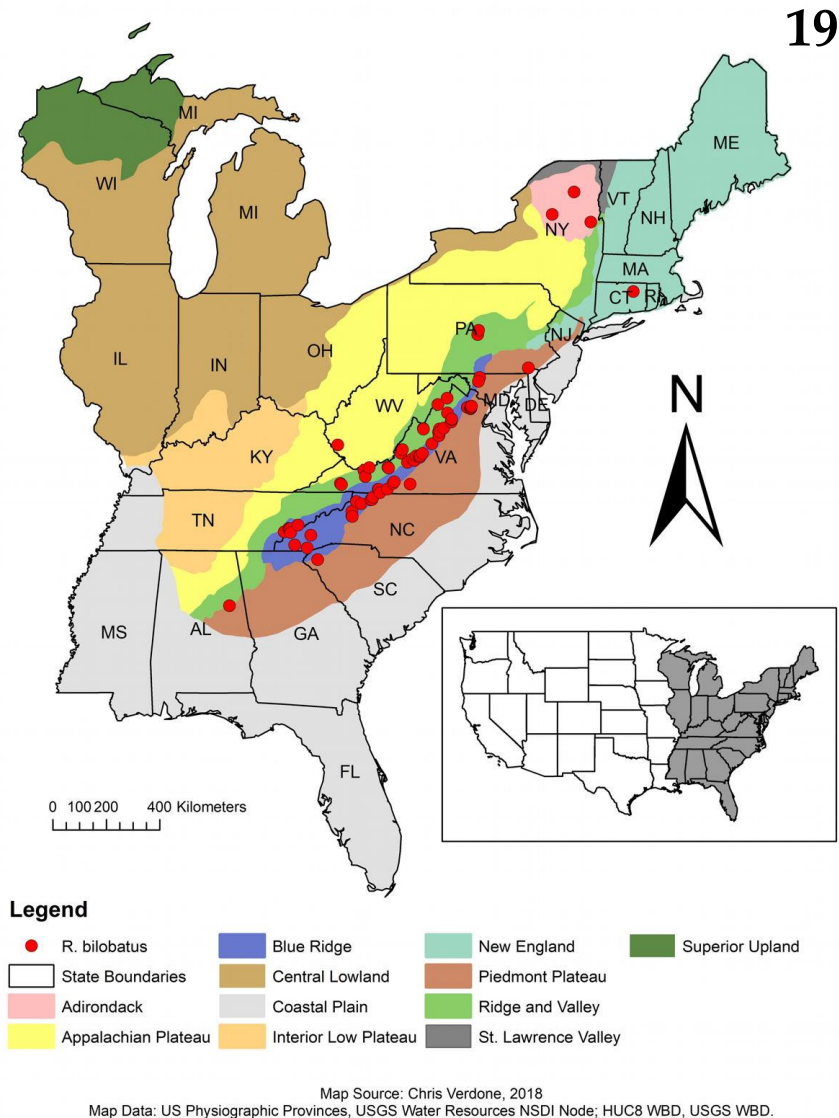 19
ME
MI
VT
WI
NH
MI
NY
MA
CT RI
PA
NJ
OH
IL
IN
MD
DE
WV
N
KY
VA
TN
NC
SC
MS
AL
GA
FL
0 100 200 400 Kilometers
Legend
R. bilobatus
Blue Ridge
New England
Superior Upland
State Boundaries
Central Lowland
Piedmont Plateau
Adirondack
Coastal Plain
Ridge and Valley
Appalachian Plateau
Interior Low Plateau
St. Lawrence Valley
Map Source: Chris Verdone, 2018
Map Data: US Physiographic Provinces, USGS Water Resources NSDI Node; HUC8 WBD, USGS WBD.